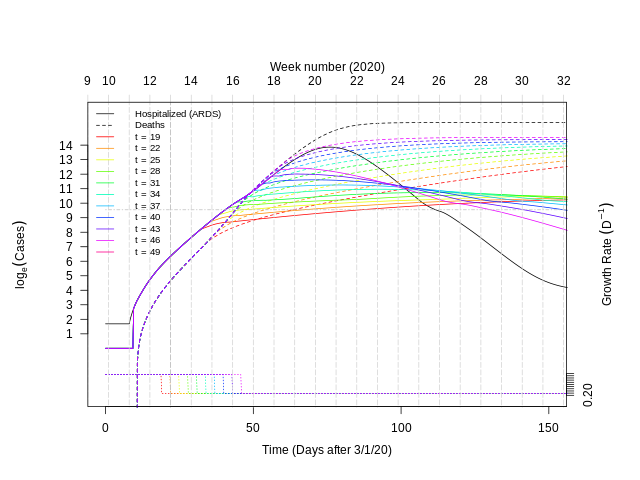 Week number (2020)
9 10 12 14 16 18 20 22 24 26 28 30 32
Hospitalized (ARDS)
Deaths
t = 19
t = 22
t = 25
t = 28
t = 31
t = 34
t = 37
t = 40
t = 43
t = 46
t = 49
14
13
12
11
10
9
8
7
6
5
4
3
2
1
logₑ(Cases)
Growth Rate (D⁻¹)
0.20
0 50 100 150
Time (Days after 3/1/20)